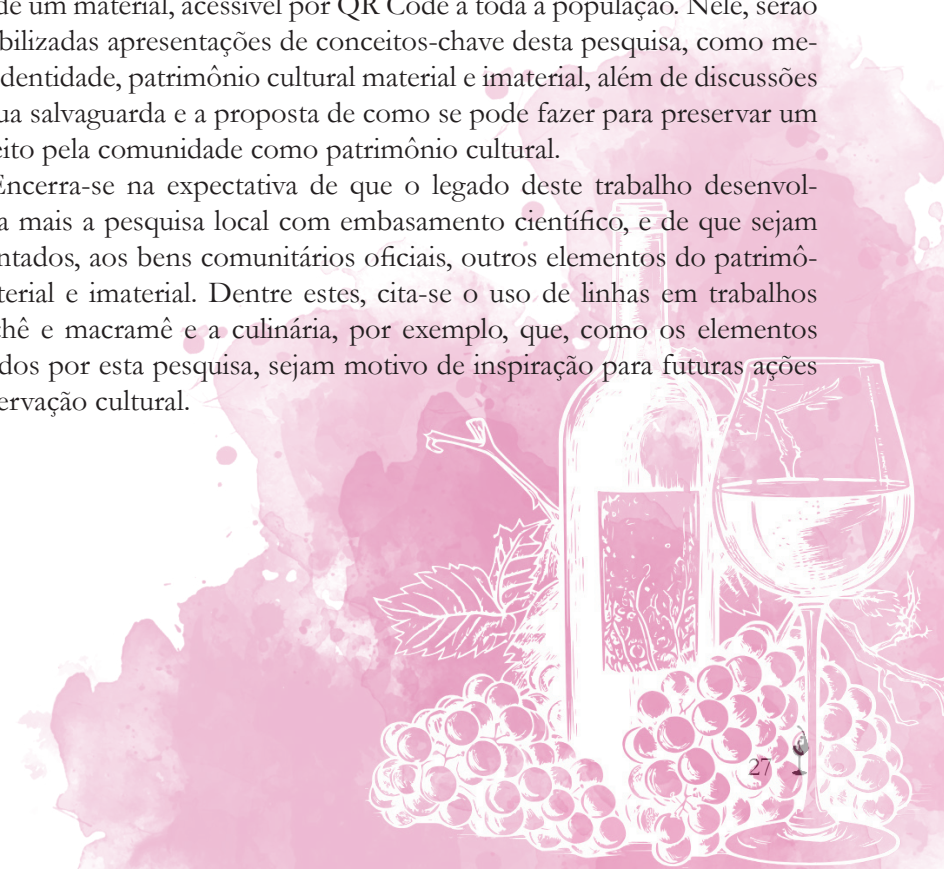 de um material, acessível por QR Code a toda a população. Nele, serão
bilizadas apresentações de conceitos-chave desta pesquisa, como me-
dentidade, patrimônio cultural material e imaterial, além de discussões
ua salvaguarda e a proposta de como se pode fazer para preservar um
eito pela comunidade como patrimônio cultural.
Encerra-se na expectativa de que o legado deste trabalho desenvol-
a mais a pesquisa local com embasamento científico, e de que sejam
ntados, aos bens comunitários oficiais, outros elementos do patrimô-
terial e imaterial. Dentre estes, cita-se o uso de linhas em trabalhos
chê e macramê e a culinária, por exemplo, que, como os elementos
dos por esta pesquisa, sejam motivo de inspiração para futuras ações
ervação cultural.
27